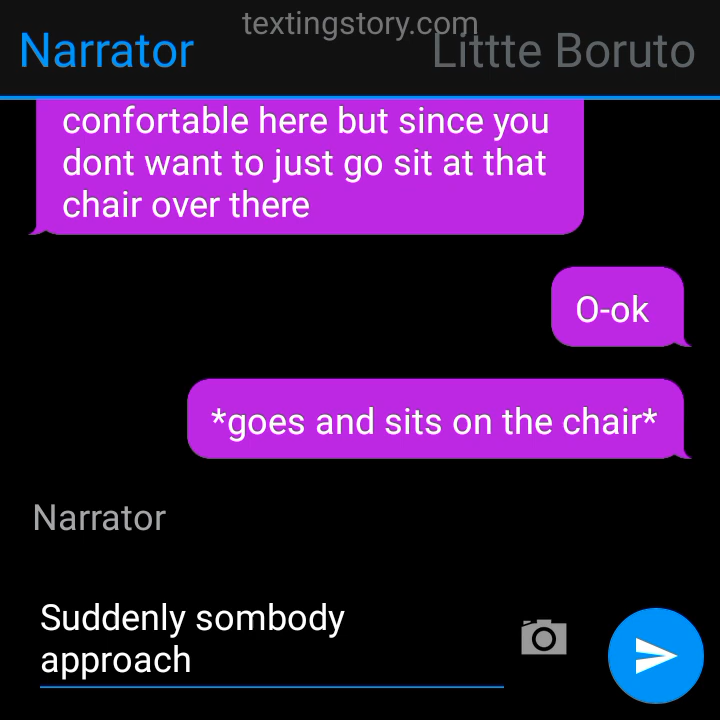 textingstory.com
Narrator
Littte Boruto
confortable here but since you
dont want to just go sit at that
chair over there
O-ok
*goes and sits on the chair*
Narrator
Suddenly sombody
approach